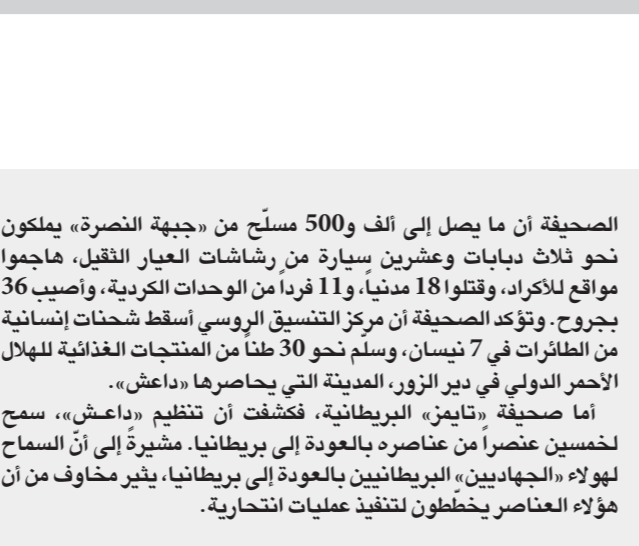 الصحيفة أن ما يصل إلى ألف و500 مسلّح من «جبهة النصرة» يملكون
نحو ثلاث دبابات وعشرين سيارة من رشاشات العيار الثقيل، هاجموا
مواقع للأكراد، وقتلوا 18 مدنياً، و11 فرداً من الوحدات الكردية، وأصيب 36
بجروح. وتؤكد الصحيفة أن مركز التنسيق الروسي أسقط شحنات إنسانية
من الطائرات في 7 نيسان، وسلّم نحو 30 طناً من المنتجات الغذائية للهلال
الأحمر الدولي في دير الزور، المدينة التي يحاصرها «داعش».
أما صحيفة «تايمز» البريطانية، فكشفت أن تنظيم «داعـش»، سمح
لخمسين عنصراً من عناصره بالعودة إلى بريطانيا. مشيرةً إلى أنّ السماح
لهولاء «الجهاديين» البريطانيين بالعودة إلى بريطانيا، يثير مخاوف من أن
هؤلاء العناصر يخطّطون لتنفيذ عمليات انتحارية.